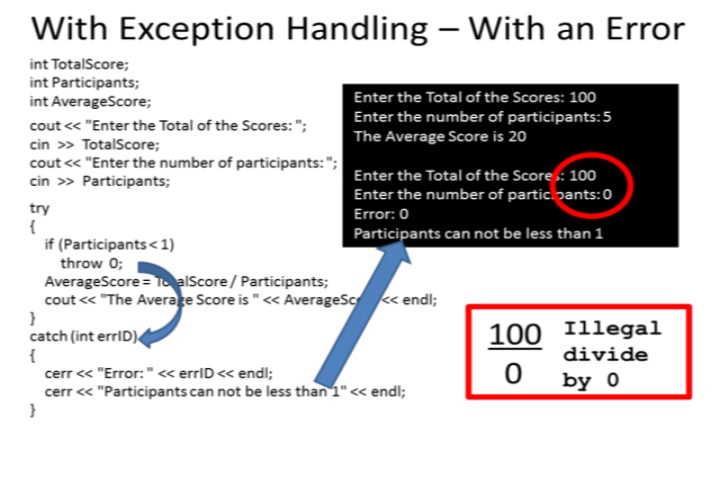 With Exception Handling – With an Error
int TotalScore;
int Participants;
int AverageScore;
cout << "Enter the Total of the Scores: ";
cin >> TotalScore;
cout << "Enter the number of participants: ";
cin >> Participants;
try
{
if (Participants < 1)
throw 0;
AverageScore = TotalScore / Participants;
cout << "The Average Score is " << AverageScore << endl;
}
catch (int errID)
{
cerr << "Error: " << errID << endl;
cerr << "Participants can not be less than 1" << endl;
}
Enter the Total of the Scores: 100
Enter the number of participants: 5
The Average Score is 20
Enter the Total of the Scores: 100
Enter the number of participants: 0
Error: 0
Participants can not be less than 1
100
0
Illegal
divide
by 0